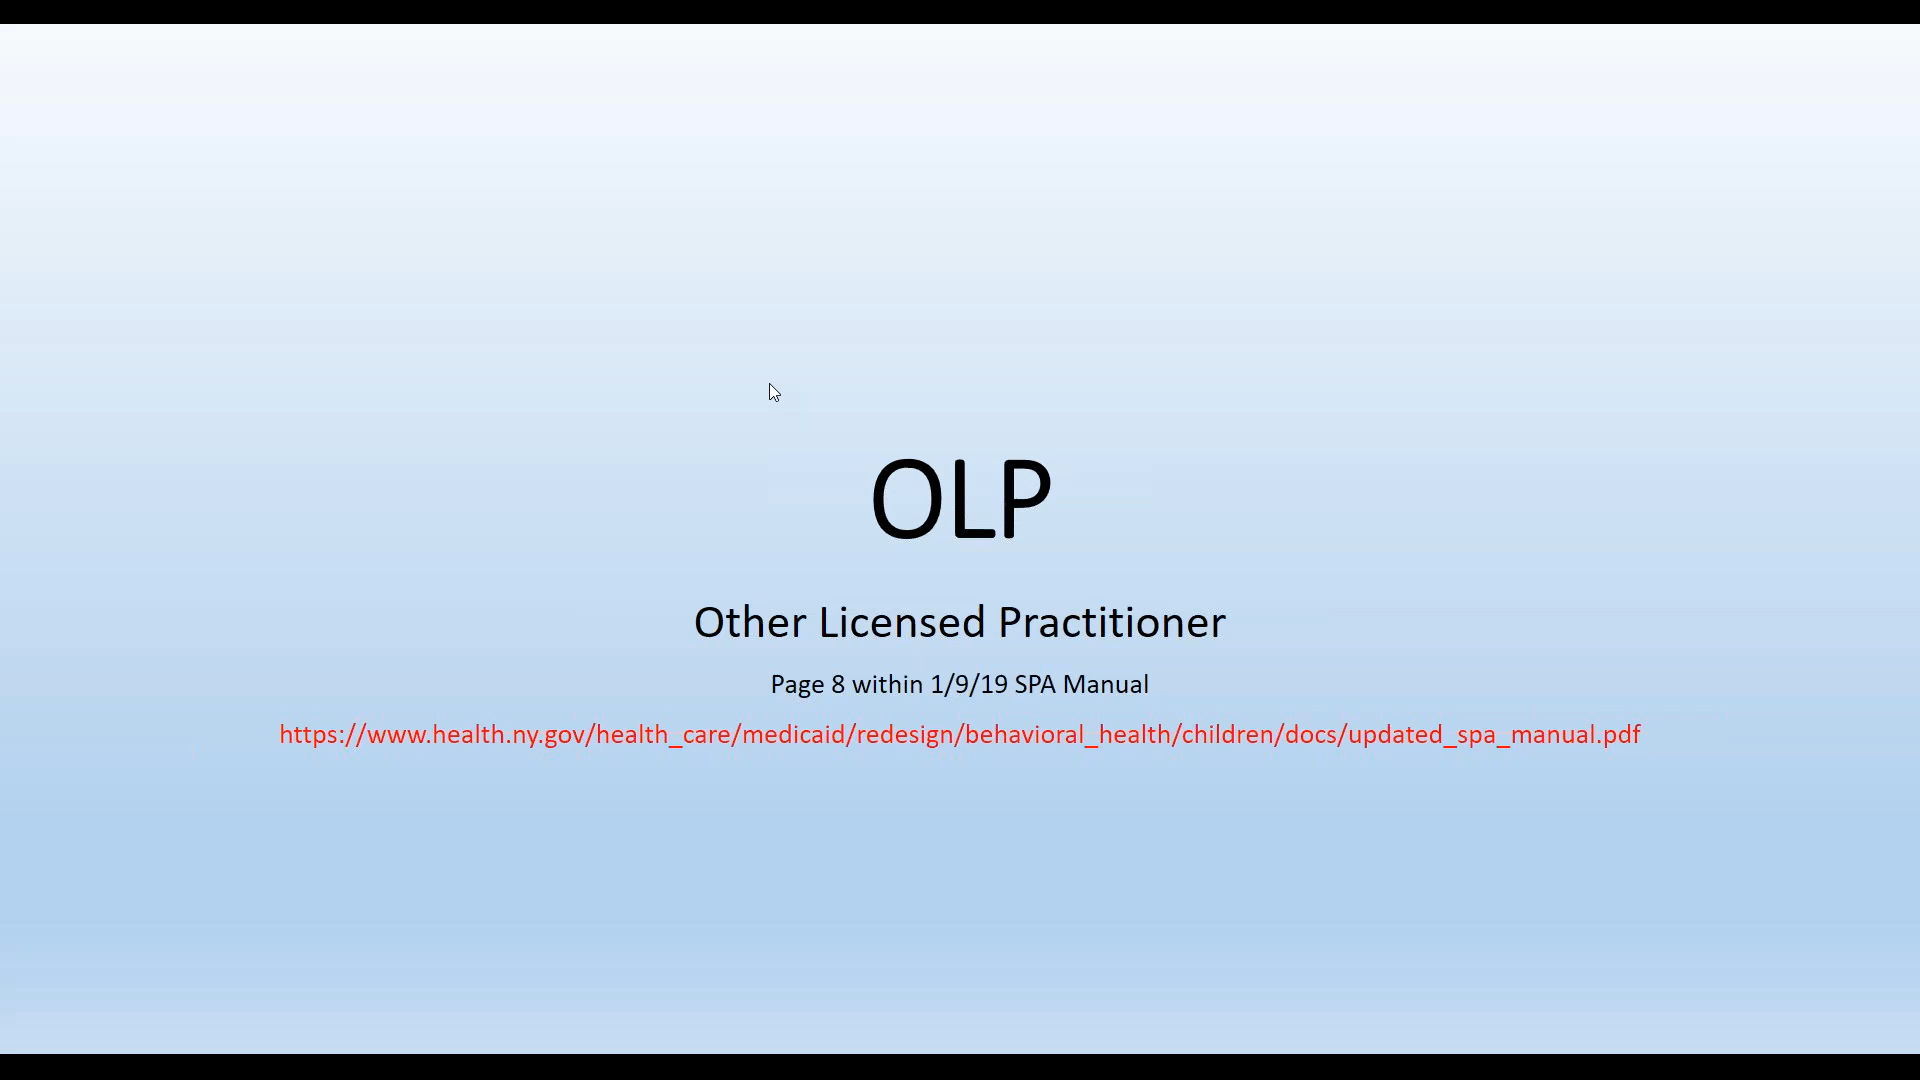 OLP
Other Licensed Practitioner
Page 8 within 1/9/19 SPA Manual
https://www.health.ny.gov/health_care/medicaid/redesign/behavioral_health/children/docs/updated_spa_manual.pdf